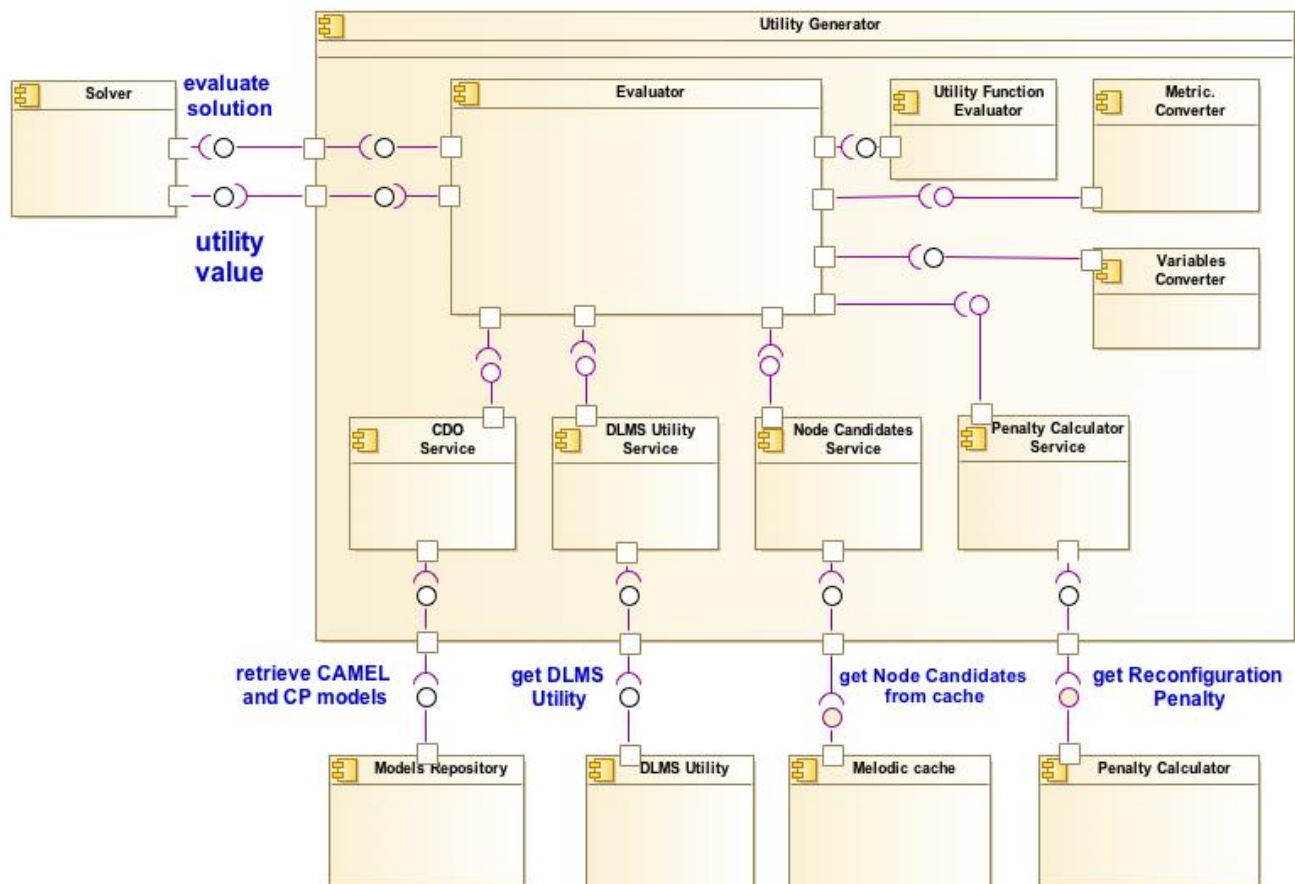 Utility Generator
Solver
evaluate
solution
utility
value
Evaluator
Utility Function
Evaluator
Metric.
Converter
Variables
Converter
CDO
Service
DLMS Utility
Service
Node Candidates
Service
Penalty Calculator
Service
retrieve CAMEL
and CP models
get DLMS
Utility
get Node Candidates
from cache
get Reconfiguration
Penalty
Models Repository
DLMS Utility
Melodic cache
Penalty Calculator